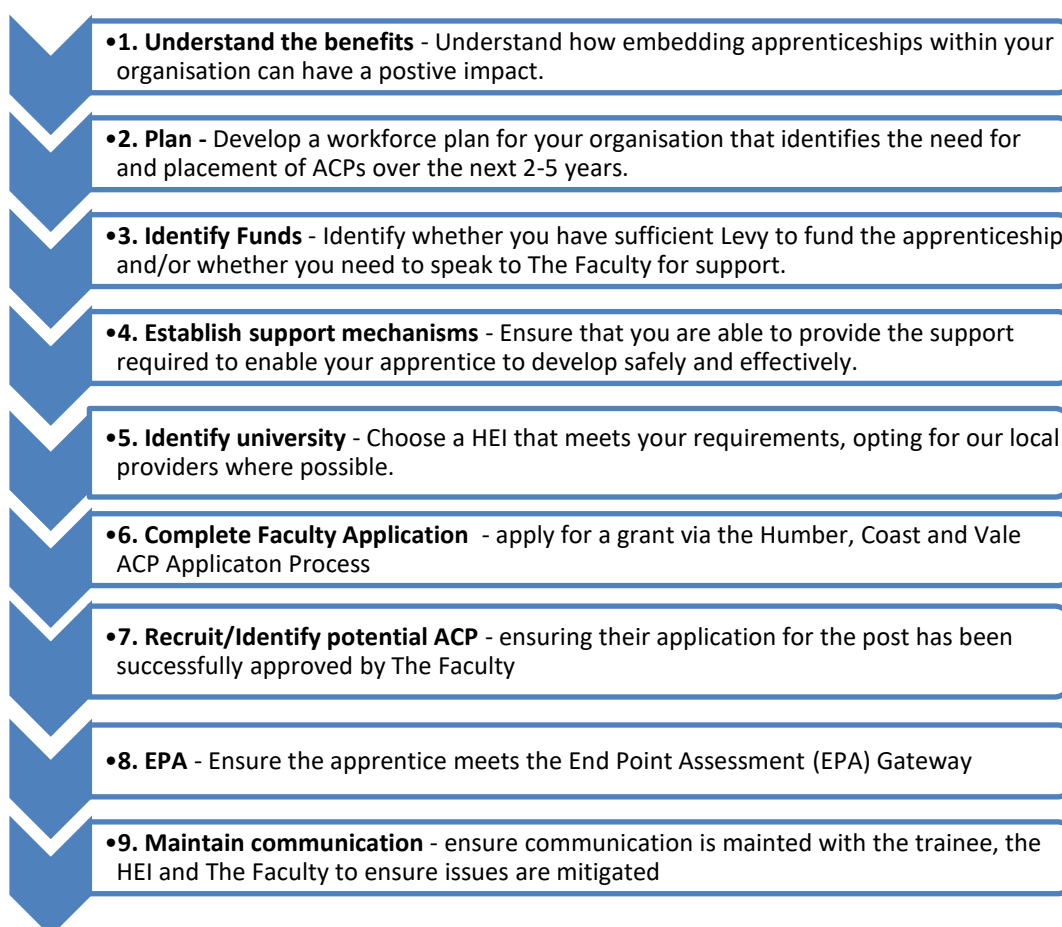 •1. Understand the benefits - Understand how embedding apprenticeships within your
organisation can have a postive impact.
•2. Plan - Develop a workforce plan for your organisation that identifies the need for
and placement of ACPs over the next 2-5 years.
•3. Identify Funds - Identify whether you have sufficient Levy to fund the apprenticeship
and/or whether you need to speak to The Faculty for support.
•4. Establish support mechanisms - Ensure that you are able to provide the support
required to enable your apprentice to develop safely and effectively.
•5. Identify university - Choose a HEI that meets your requirements, opting for our local
providers where possible.
•6. Complete Faculty Application - apply for a grant via the Humber, Coast and Vale
ACP Applicaton Process
•7. Recruit/Identify potential ACP - ensuring their application for the post has been
successfully approved by The Faculty
•8. EPA - Ensure the apprentice meets the End Point Assessment (EPA) Gateway
•9. Maintain communication - ensure communication is mainted with the trainee, the
HEI and The Faculty to ensure issues are mitigated